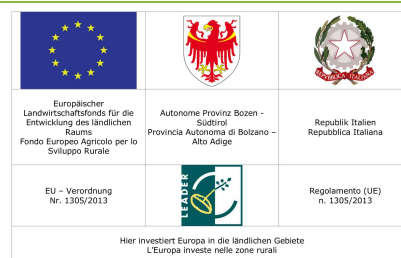 REPVBBLICA ITALIANA
Europäischer
Landwirtschaftsfonds für die
Entwicklung des ländlichen
Raums
Fondo Europeo Agricolo per lo
Sviluppo Rurale
Autonome Provinz Bozen -
Südtirol
Provincia Autonoma di Bolzano –
Alto Adige
Republik Italien
Repubblica Italiana
EU – Verordnung
Nr. 1305/2013
LEADER
Regolamento (UE)
n. 1305/2013
Hier investiert Europa in die ländlichen Gebiete
L'Europa investe nelle zone rurali